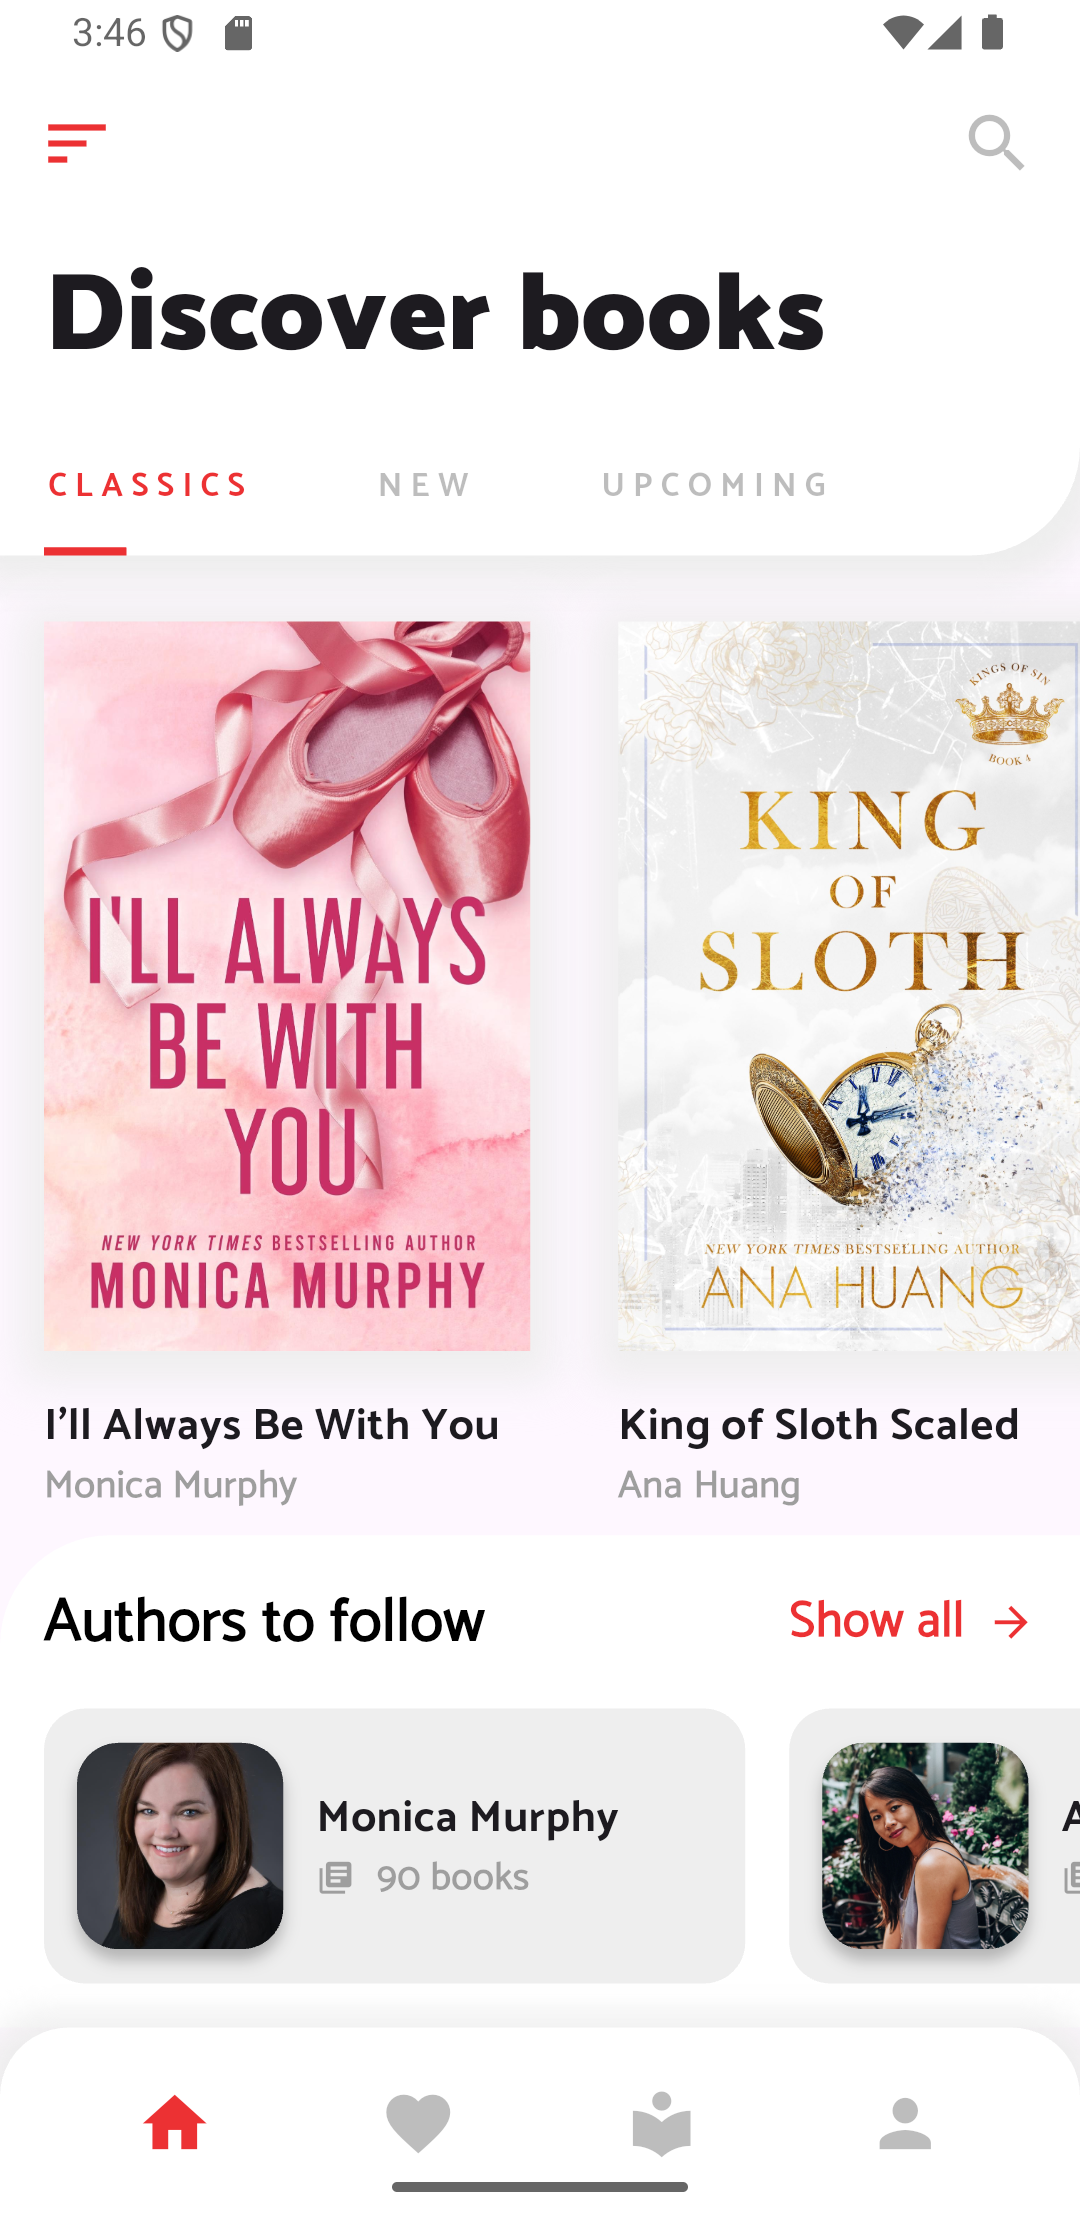 3:46
Discover books
CLASSICS NEW UPCOMING
I'LL ALWAYS
BE WITH
YOU
NEW YORK TIMES BESTSELLING AUTHOR
MONICA MURPHY
KINGS OF SIN
BOOK 4
KING
OF
SLOTH
NEW YORK TIMES BESTSELLING AUTHOR
ANA HUANG
I’ll Always Be With You
Monica Murphy
King of Sloth Scaled
Ana Huang
Authors to follow
Show all →
Monica Murphy
90 books
A